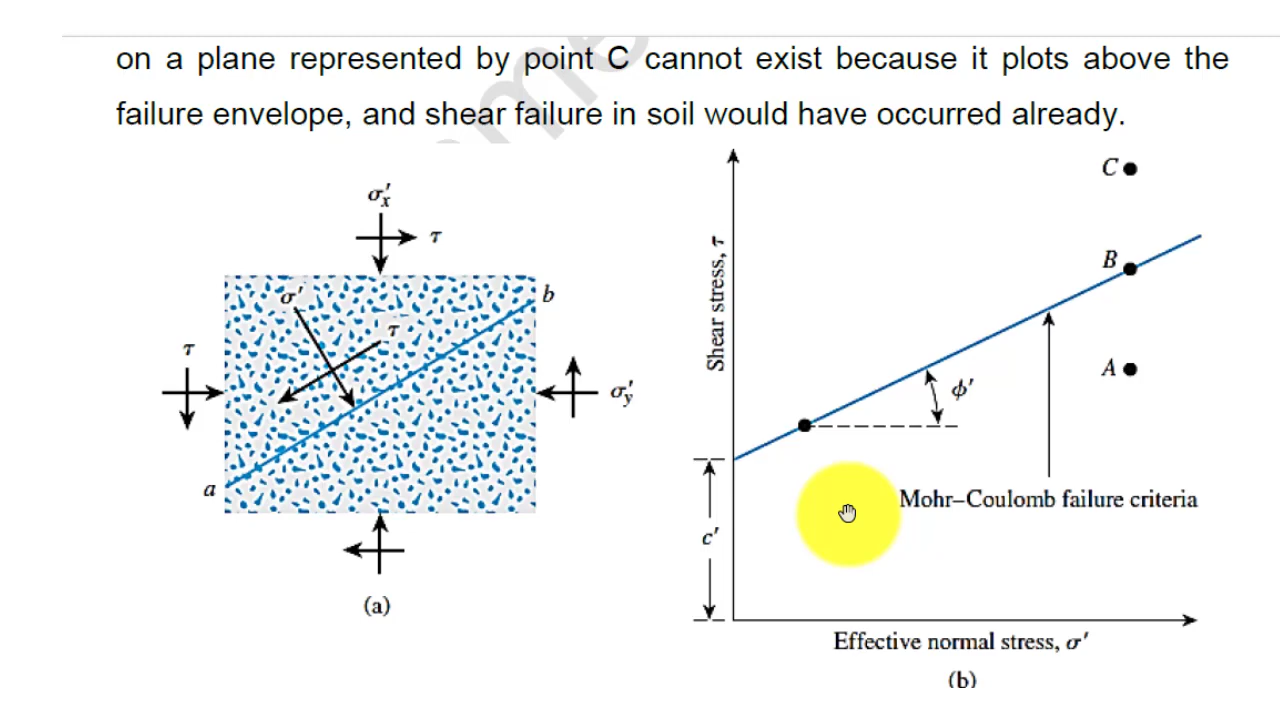 on a plane represented by point C cannot exist because it plots above the
failure envelope, and shear failure in soil would have occurred already.
σ′x
τ
σ′
b
τ
τ
σ′y
a
(a)
C
Shear stress, τ
B
A
ϕ′
Mohr–Coulomb failure criteria
c′
Effective normal stress, σ′
(b)